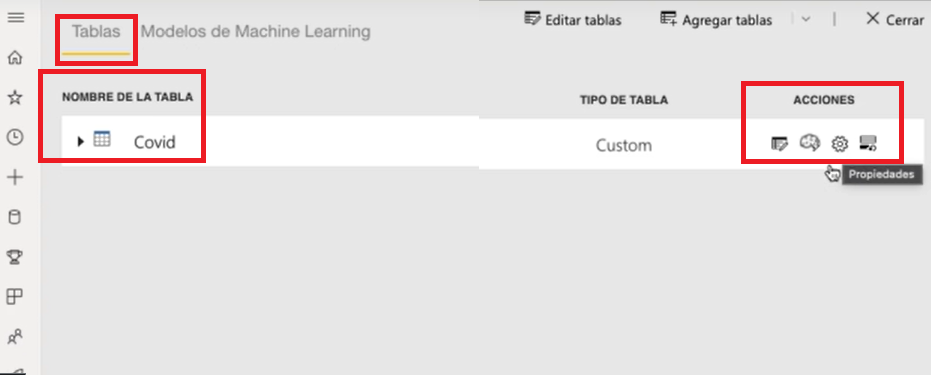 Tablas Modelos de Machine Learning Editar tablas Agregar tablas Cerrar
NOMBRE DE LA TABLA TIPO DE TABLA ACCIONES
Covid Custom
Propiedades